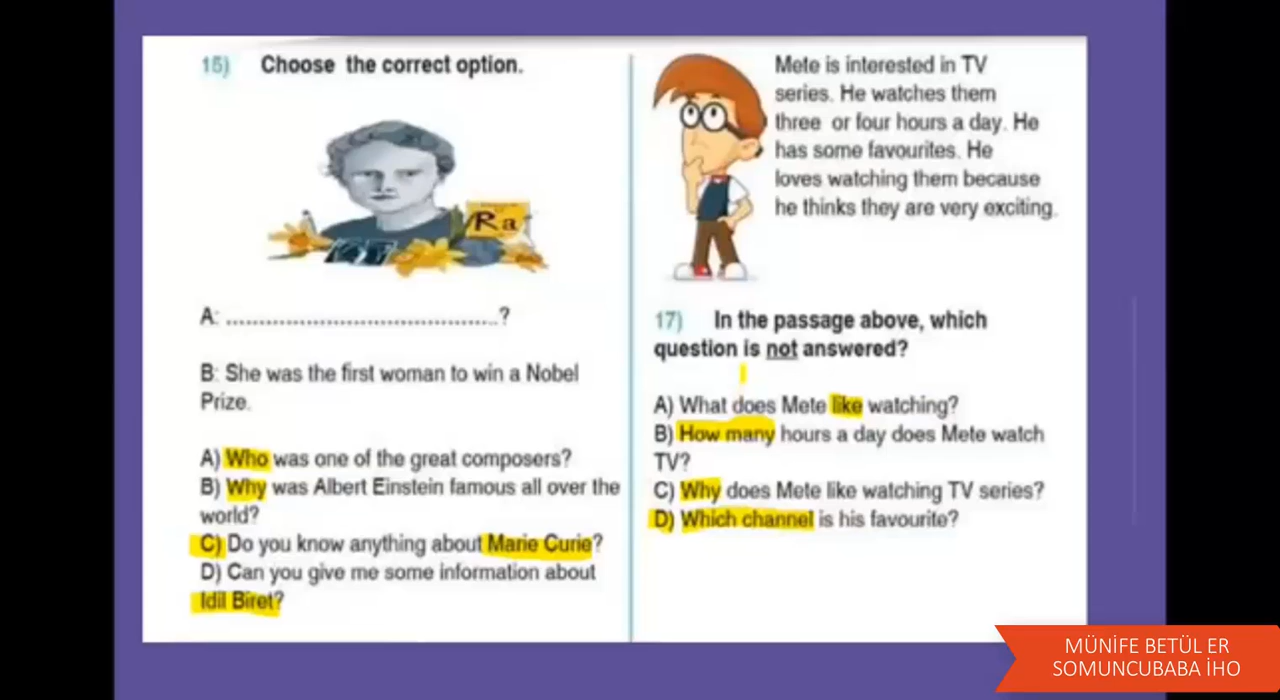 15) Choose the correct option.
Ra
A: ........................................?
B: She was the first woman to win a Nobel
Prize.
A) Who was one of the great composers?
B) Why was Albert Einstein famous all over the
world?
C) Do you know anything about Marie Curie?
D) Can you give me some information about
Idil Biret?
Mete is interested in TV
series. He watches them
three or four hours a day. He
has some favourites. He
loves watching them because
he thinks they are very exciting.
17) In the passage above, which
question is not answered?
A) What does Mete like watching?
B) How many hours a day does Mete watch
TV?
C) Why does Mete like watching TV series?
D) Which channel is his favourite?
MÜNİFE BETÜL ER
SOMUNCUBABA İHO